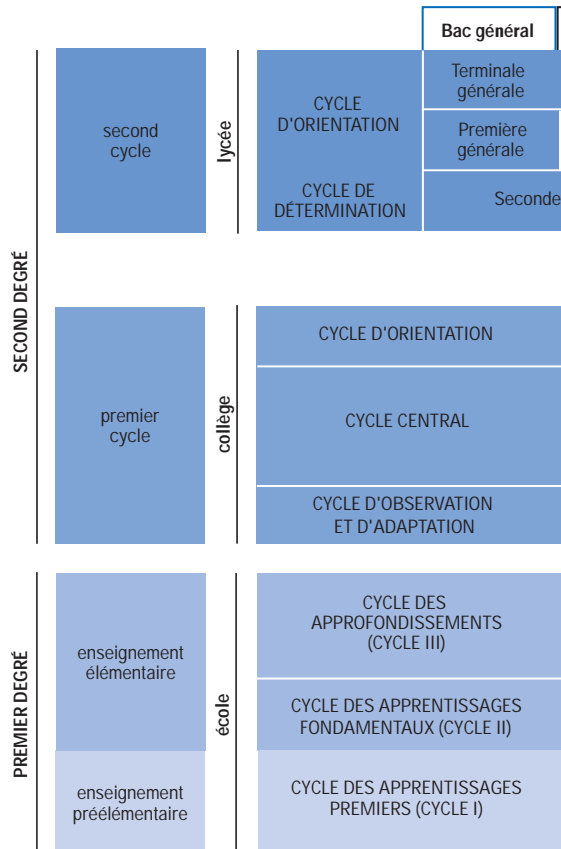 Bac général
SECOND DEGRÉ
second
cycle
lycée
CYCLE
D'ORIENTATION
Terminale
générale
Première
générale
CYCLE DE
DÉTERMINATION
Seconde
premier
cycle
collège
CYCLE D'ORIENTATION
CYCLE CENTRAL
CYCLE D'OBSERVATION
ET D'ADAPTATION
PREMIER DEGRÉ
enseignement
élémentaire
école
CYCLE DES
APPROFONDISSEMENTS
(CYCLE III)
CYCLE DES APPRENTISSAGES
FONDAMENTAUX (CYCLE II)
enseignement
préélémentaire
CYCLE DES APPRENTISSAGES
PREMIERS (CYCLE I)